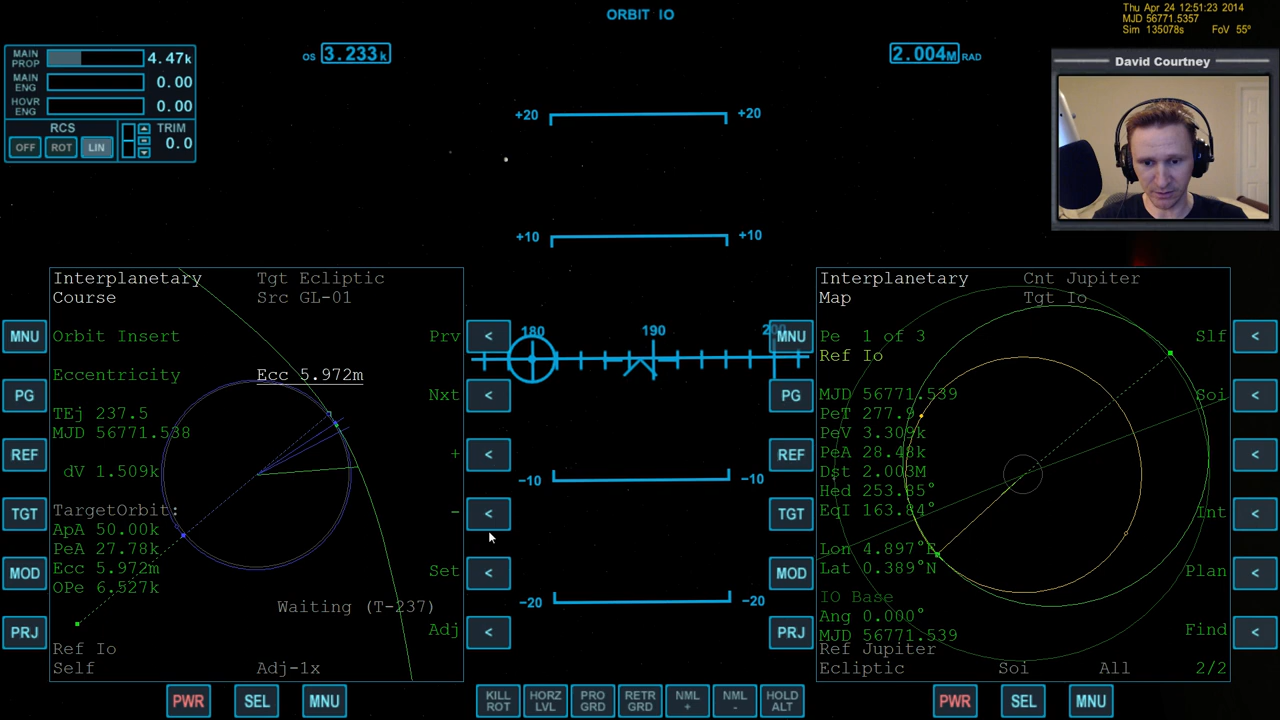 ORBIT IO
Thu Apr 24 12:51:23 2014
MJD 56771.5357
Sim 135078s FoV 55°
David Courtney
MAIN PROP 4.47k
MAIN ENG 0.00
HOVR ENG 0.00
RCS TRIM
OFF ROT LIN 0.0
OS 3.233k
2.004M RAD
+20 +20
+10 +10
180 190 200
-10 -10
-20 -20
Interplanetary Tgt Ecliptic
Course Src GL-01
Orbit Insert Prv
Eccentricity Ecc 5.972m Nxt
TEj 237.5
MJD 56771.538
+
dV 1.509k
TargetOrbit: -
ApA 50.00k
PeA 27.78k
Ecc 5.972m Set
OPe 6.527k
Waiting (T-237)
Adj
Ref Io
Self Adj-1x
MNU <
PG <
REF <
TGT <
MOD <
PRJ <
PWR SEL MNU
KILL ROT HORZ LVL PRO GRD RETR GRD NML + NML - HOLD ALT
Interplanetary Cnt Jupiter
Map Tgt Io
Pe 1 of 3 Slf
Ref Io
MJD 56771.539 Soi
PeT 277.9
PeV 3.309k
PeA 28.48k
Dst 2.003M
Hed 253.85°
EqI 163.84° Int
Lon 4.897°E
Lat 0.389°N Plan
IO Base
Ang 0.000°
MJD 56771.539 Find
Ref Jupiter
Ecliptic Soi All 2/2
MNU <
PG <
REF <
TGT <
MOD <
PRJ <
PWR SEL MNU